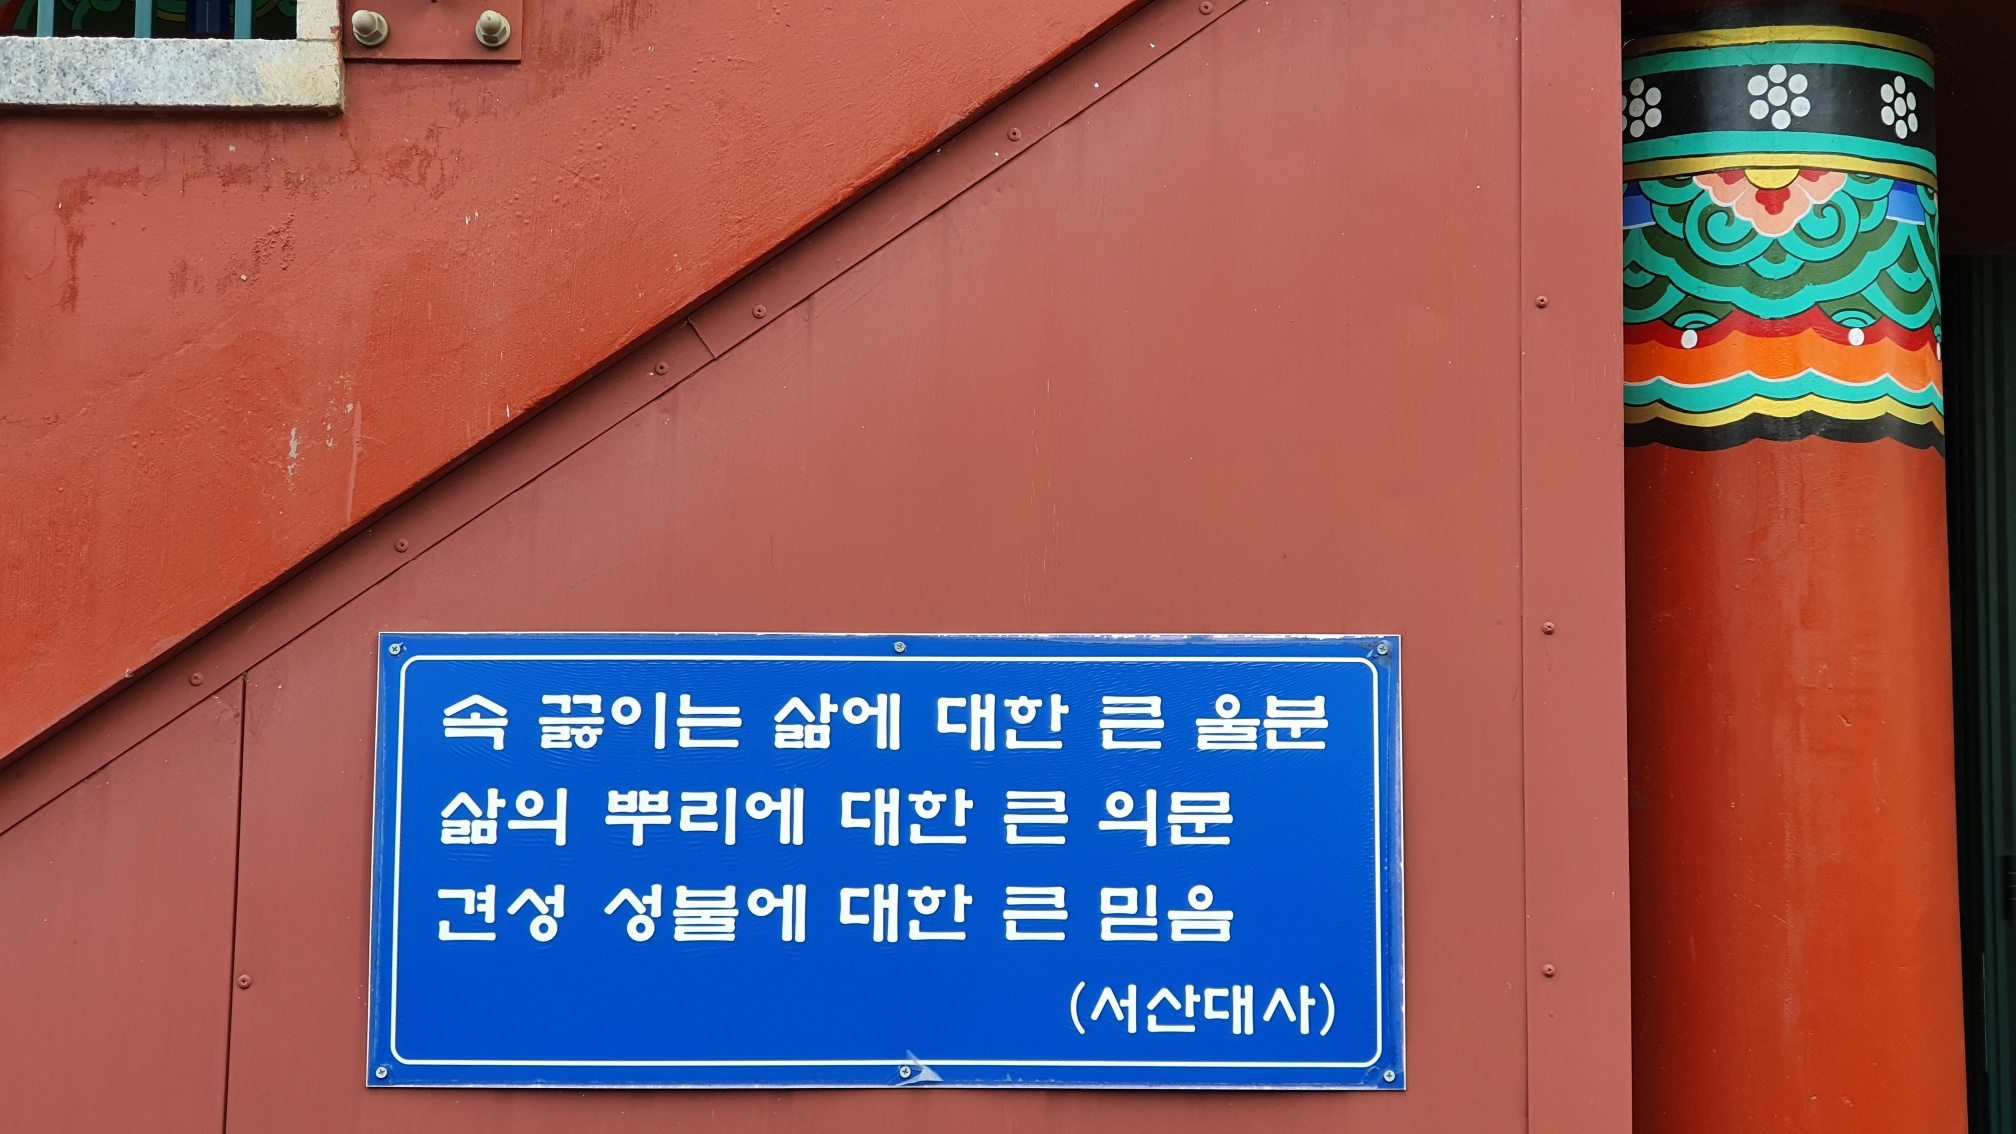 속 끓이는 삶에 대한 큰 울분
삶의 뿌리에 대한 큰 의문
견성 성불에 대한 큰 믿음
(서산대사)